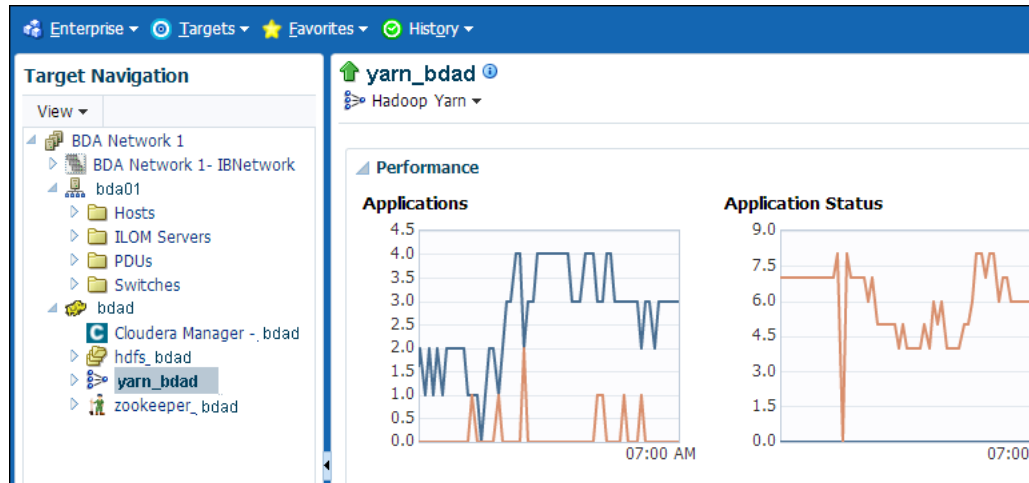 Enterprise Targets Favorites History
Target Navigation
View
BDA Network 1
BDA Network 1- IBNetwork
bda01
Hosts
ILOM Servers
PDUs
Switches
bdad
Cloudera Manager - bdad
hdfs_bdad
yarn_bdad
zookeeper_bdad
yarn_bdad
Hadoop Yarn
Performance
Applications
4.5
4.0
3.5
3.0
2.5
2.0
1.5
1.0
0.5
0.0
07:00 AM
Application Status
9.0
7.5
6.0
4.5
3.0
1.5
0.0
07:00